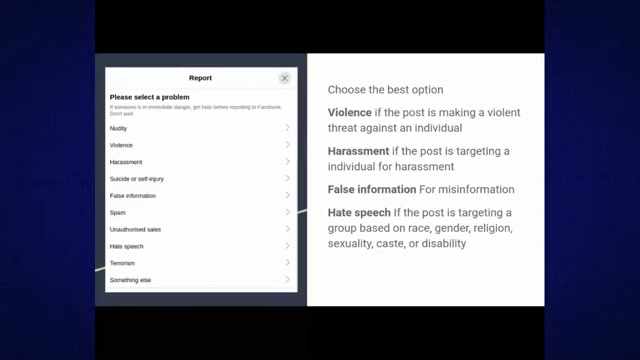 Report
Please select a problem
If someone is in immediate danger, get help before reporting to Facebook.
Don't wait.
Nudity
Violence
Harassment
Suicide or self-injury
False information
Spam
Unauthorised sales
Hate speech
Terrorism
Something else
Choose the best option
Violence if the post is making a violent
threat against an individual
Harassment if the post is targeting a
individual for harassment
False information For misinformation
Hate speech If the post is targeting a
group based on race, gender, religion,
sexuality, caste, or disability